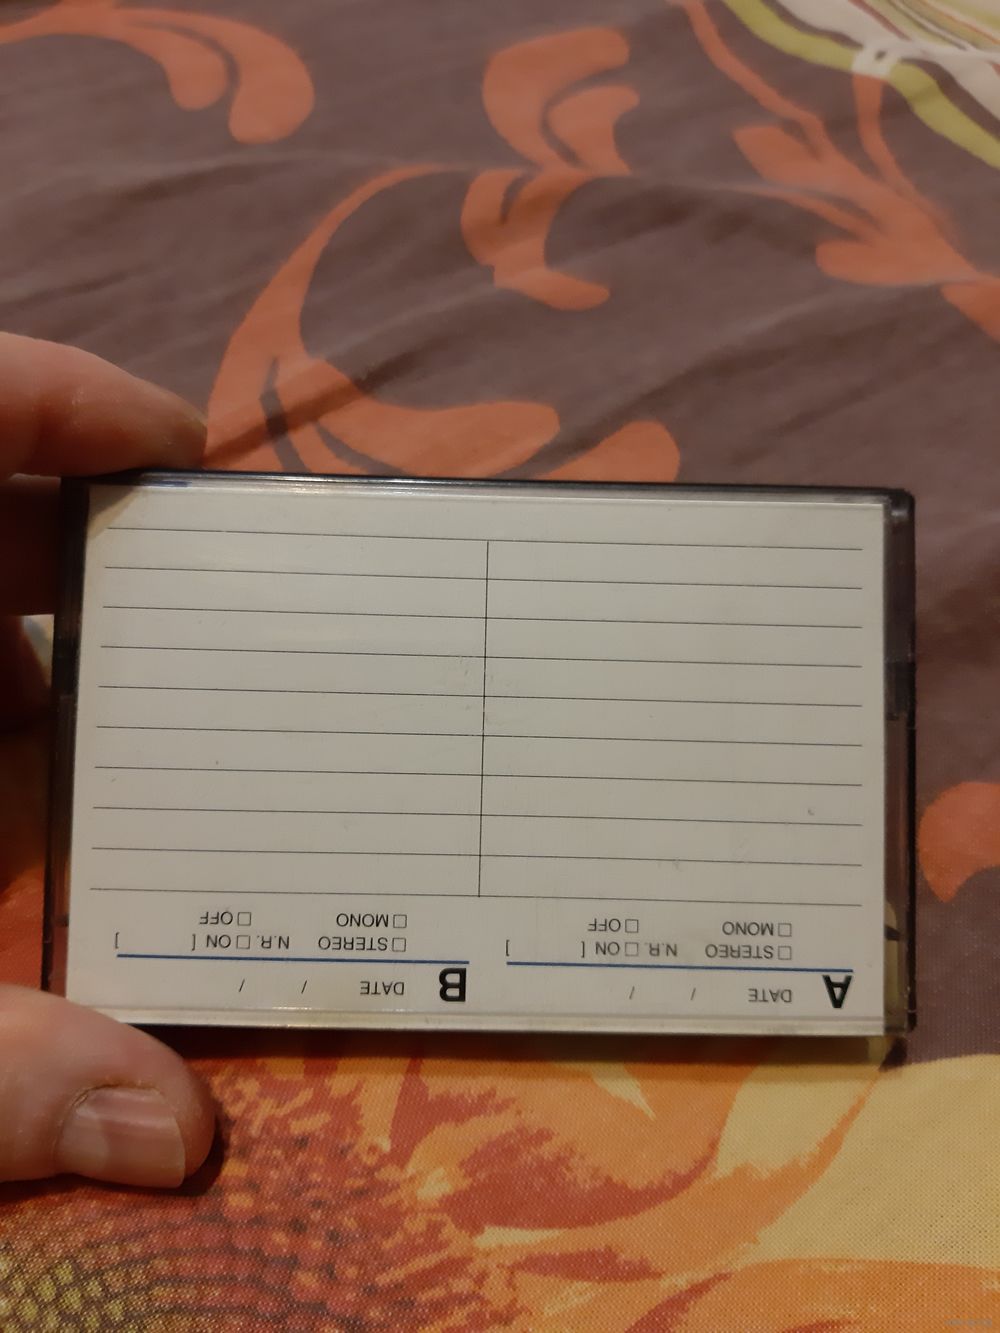 A DATE / /
□ STEREO N.R. □ ON [ ]
□ MONO □ OFF
B DATE / /
□ STEREO N.R. □ ON [ ]
□ MONO □ OFF